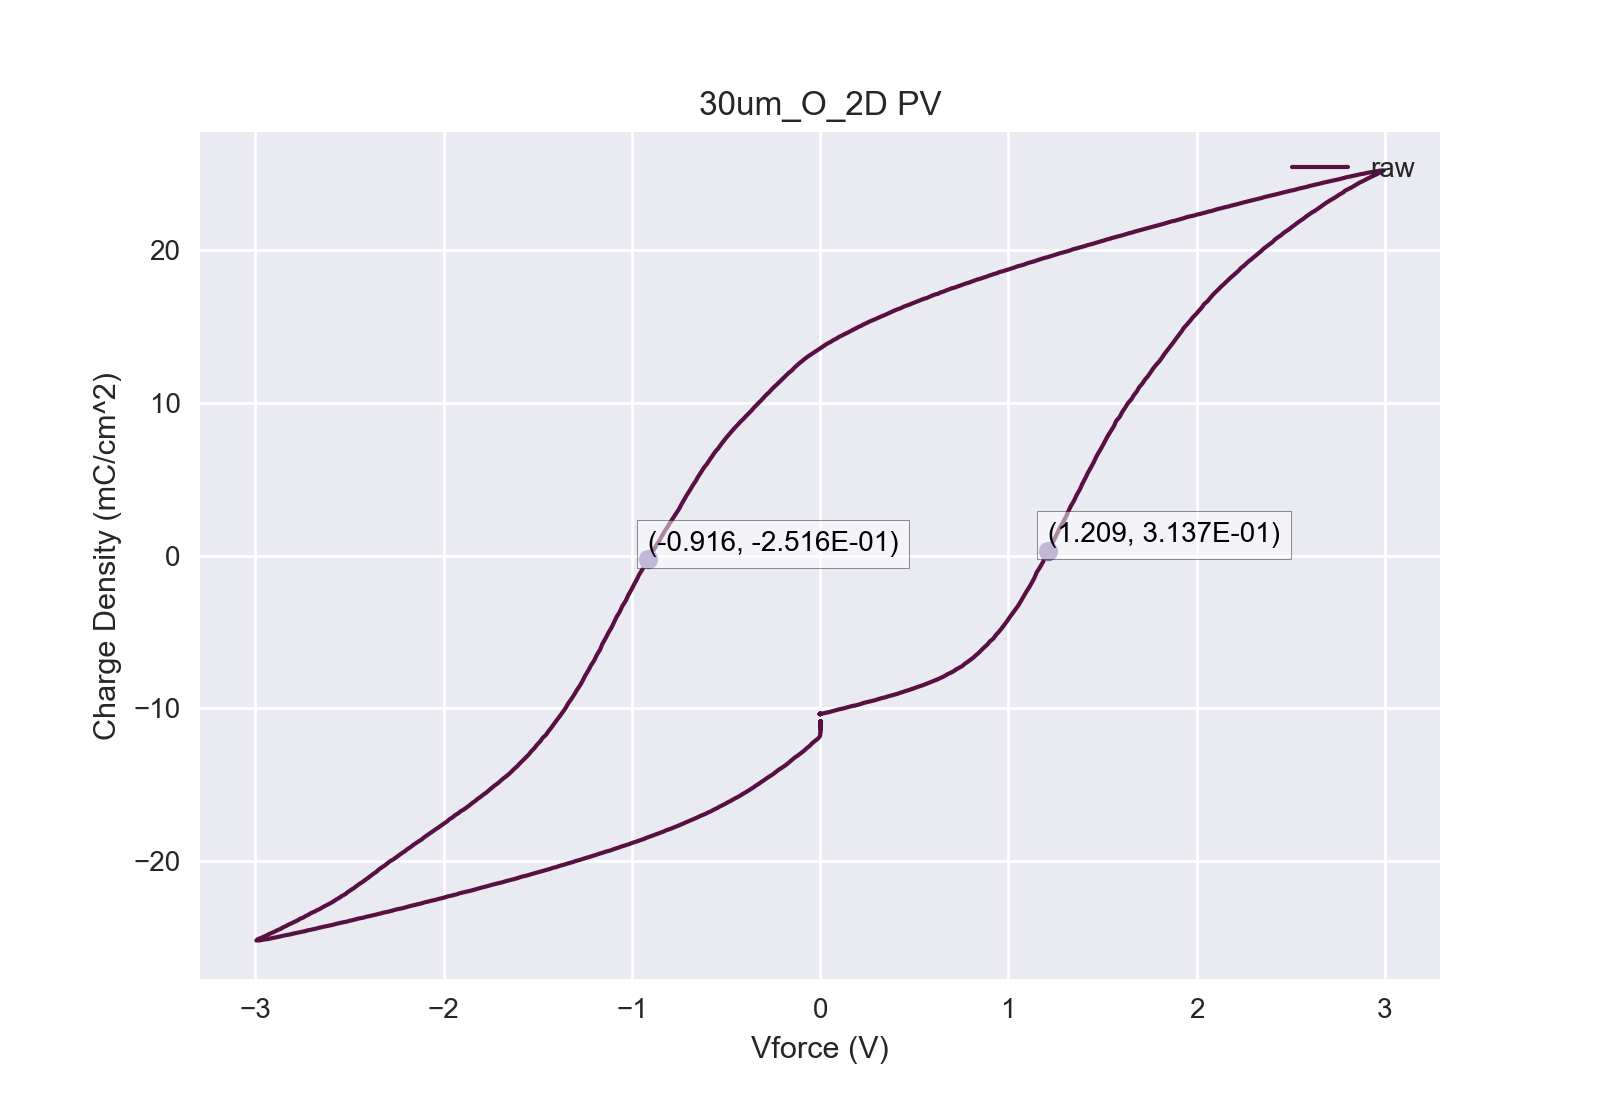 30um_O_2D PV
raw
20
10
0
−10
−20
Charge Density (mC/cm^2)
(-0.916, -2.516E-01)
(1.209, 3.137E-01)
−3
−2
−1
0
1
2
3
Vforce (V)